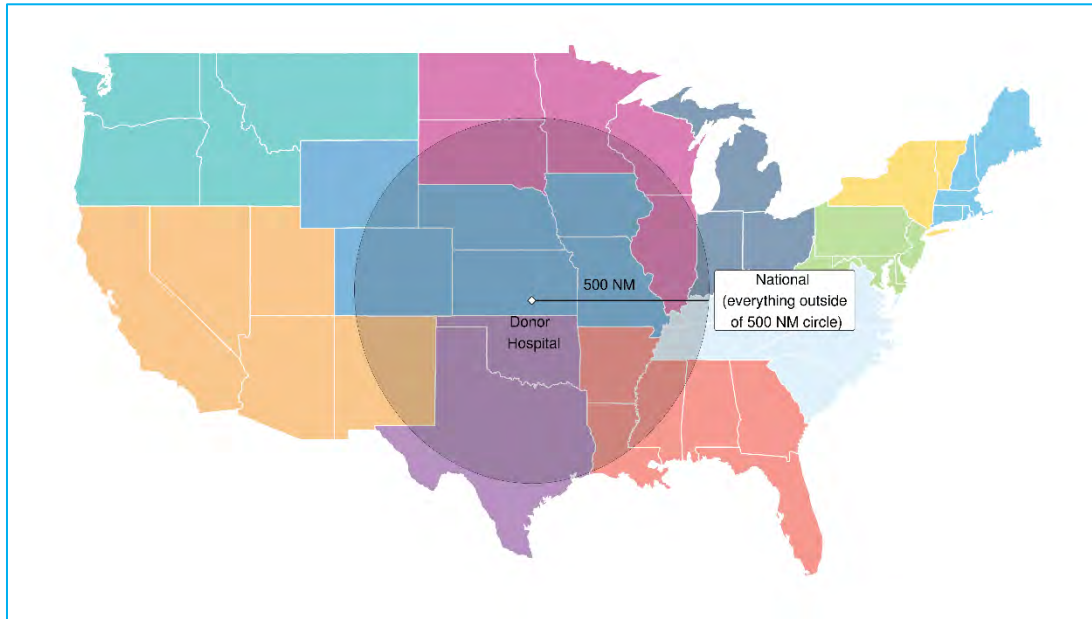 500 NM
Donor
Hospital
National
(everything outside
of 500 NM circle)